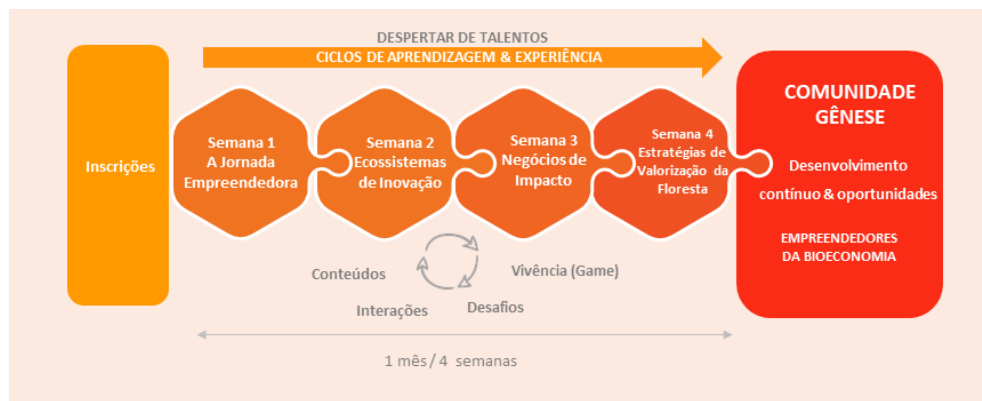 DESPERTAR DE TALENTOS
CICLOS DE APRENDIZAGEM & EXPERIÊNCIA
Inscrições
Semana 1
A Jornada
Empreendedora
Semana 2
Ecossistemas
de Inovação
Semana 3
Negócios de
Impacto
Semana 4
Estratégias de
Valorização da
Floresta
COMUNIDADE
GÊNESE
Desenvolvimento
contínuo & oportunidades
EMPREENDEDORES
DA BIOECONOMIA
Conteúdos
Vivência (Game)
Interações
Desafios
1 mês / 4 semanas